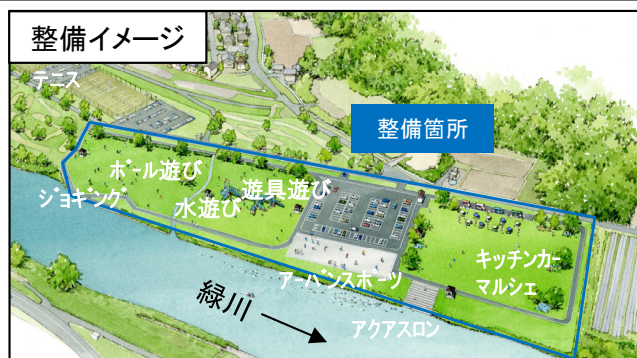 整備イメージ
テニス
整備箇所
ボール遊び
ジョギング
水遊び
遊具遊び
キッチンカー
マルシェ
アーバンスポーツ
緑川
アクアスロン